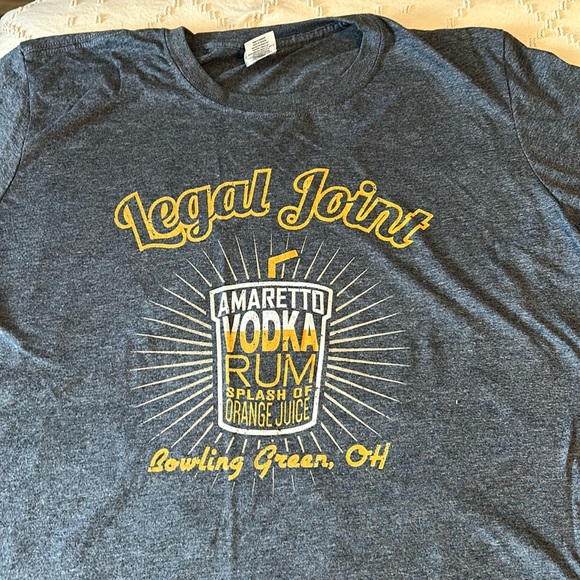 Legal Joint
AMARETTO
VODKA
RUM
SPLASH OF
ORANGE JUICE
Bowling Green, OH